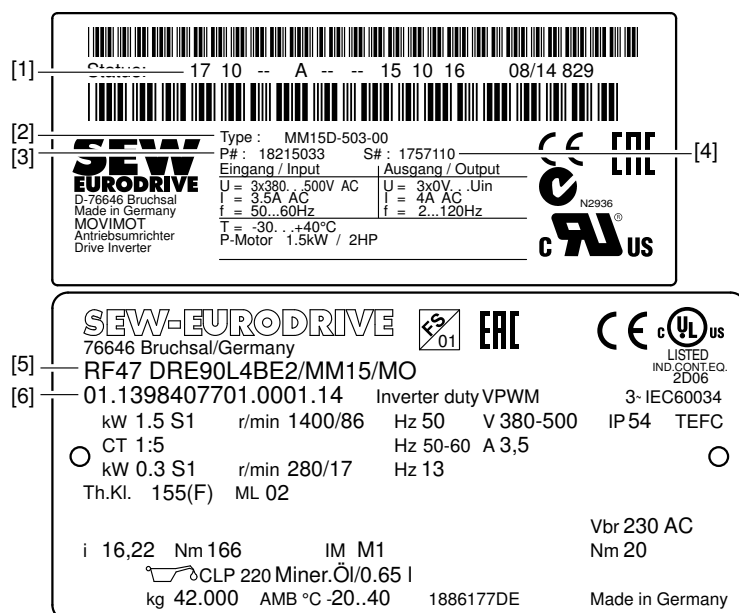 [1] Status: 17 10 -- A -- -- 15 10 16 08/14 829
[2] Type : MM15D-503-00
[3] P# : 18215033 S# : 1757110 [4]
SEW
EURODRIVE
D-76646 Bruchsal
Made in Germany
MOVIMOT
Antriebsumrichter
Drive Inverter
Eingang / Input Ausgang / Output
U = 3x380. . .500V AC U = 3x0V. . .Uin
I = 3.5A AC I = 4A AC
f = 50...60Hz f = 2...120Hz
T = -30. . .+40°C
P-Motor 1.5kW / 2HP
CE EAC
N2936
c RU ® US
SEW-EURODRIVE FS 01 EAC CE c UL us
76646 Bruchsal/Germany
LISTED
IND.CONT.EQ.
2D06
[5] RF47 DRE90L4BE2/MM15/MO
[6] 01.1398407701.0001.14 Inverter duty VPWM 3~ IEC60034
kW 1.5 S1 r/min 1400/86 Hz 50 V 380-500 IP 54 TEFC
CT 1:5 Hz 50-60 A 3,5
kW 0.3 S1 r/min 280/17 Hz 13
Th.Kl. 155(F) ML 02
Vbr 230 AC
i 16,22 Nm 166 IM M1 Nm 20
CLP 220 Miner.Öl/0.65 l
kg 42.000 AMB °C -20..40 1886177DE Made in Germany